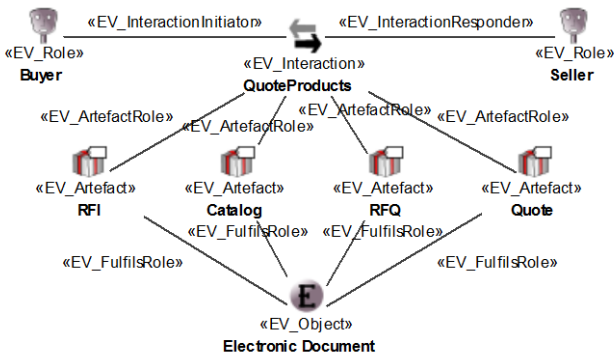 «EV_InteractionInitiator»
«EV_InteractionResponder»
«EV_Role»
Buyer
«EV_Interaction»
QuoteProducts
«EV_Role»
Seller
«EV_ArtefactRole»
«EV_ArtefactRole»
«EV_ArtefactRole»
«EV_ArtefactRole»
«EV_Artefact»
RFI
«EV_Artefact»
Catalog
«EV_Artefact»
RFQ
«EV_Artefact»
Quote
«EV_FulfilsRole»
«EV_FulfilsRole»
«EV_FulfilsRole»
«EV_FulfilsRole»
E
«EV_Object»
Electronic Document